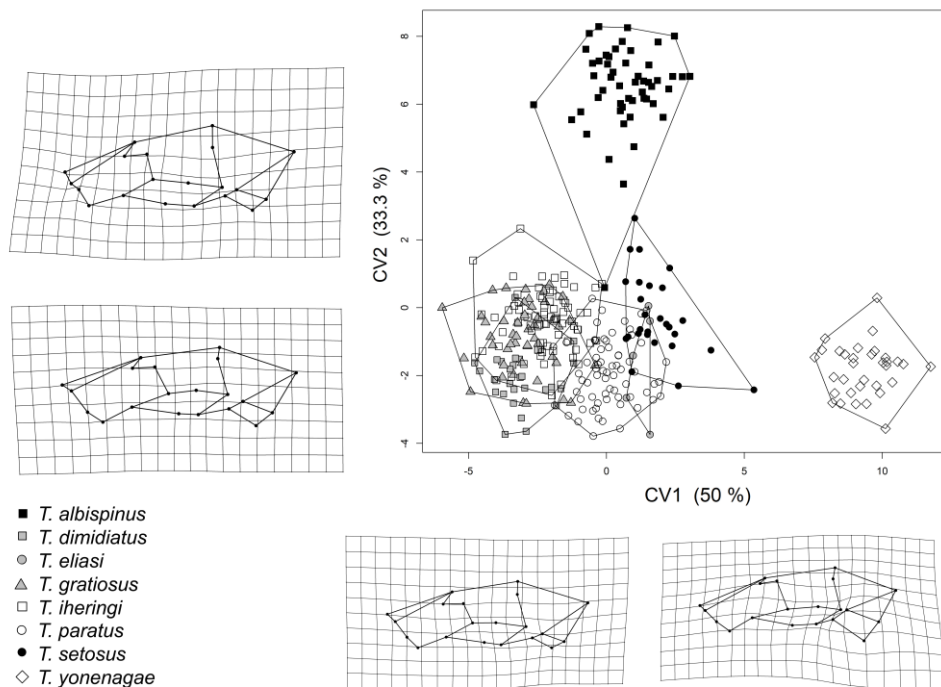 8
6
4
2
0
-2
-4
CV2 (33.3 %)
-5
0
5
10
CV1 (50 %)
T. albispinus
T. dimidiatus
T. eliasi
T. gratiosus
T. iheringi
T. paratus
T. setosus
T. yonenagae